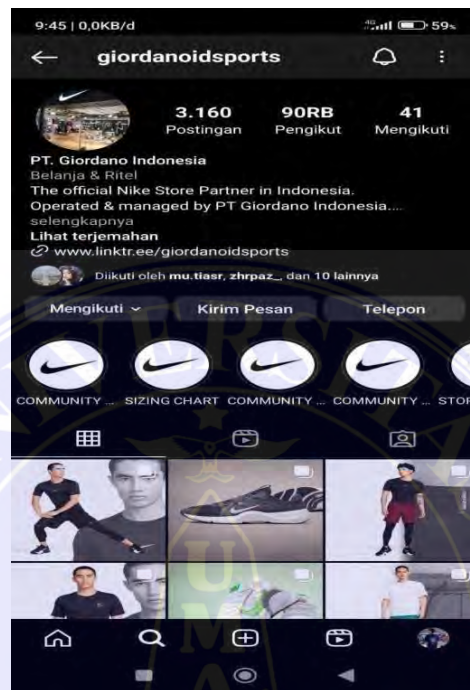 9:45 | 0,0KB/d 4G 59%
giordanoidsports
3.160 90RB 41
Postingan Pengikut Mengikuti
PT. Giordano Indonesia
Belanja & Ritel
The official Nike Store Partner in Indonesia.
Operated & managed by PT Giordano Indonesia....
selengkapnya
Lihat terjemahan
www.linktr.ee/giordanoidsports
Diikuti oleh mu.tiasr, zhrpaz_, dan 10 lainnya
Mengikuti Kirim Pesan Telepon
COMMUNITY ... SIZING CHART COMMUNITY ... COMMUNITY ... STOR